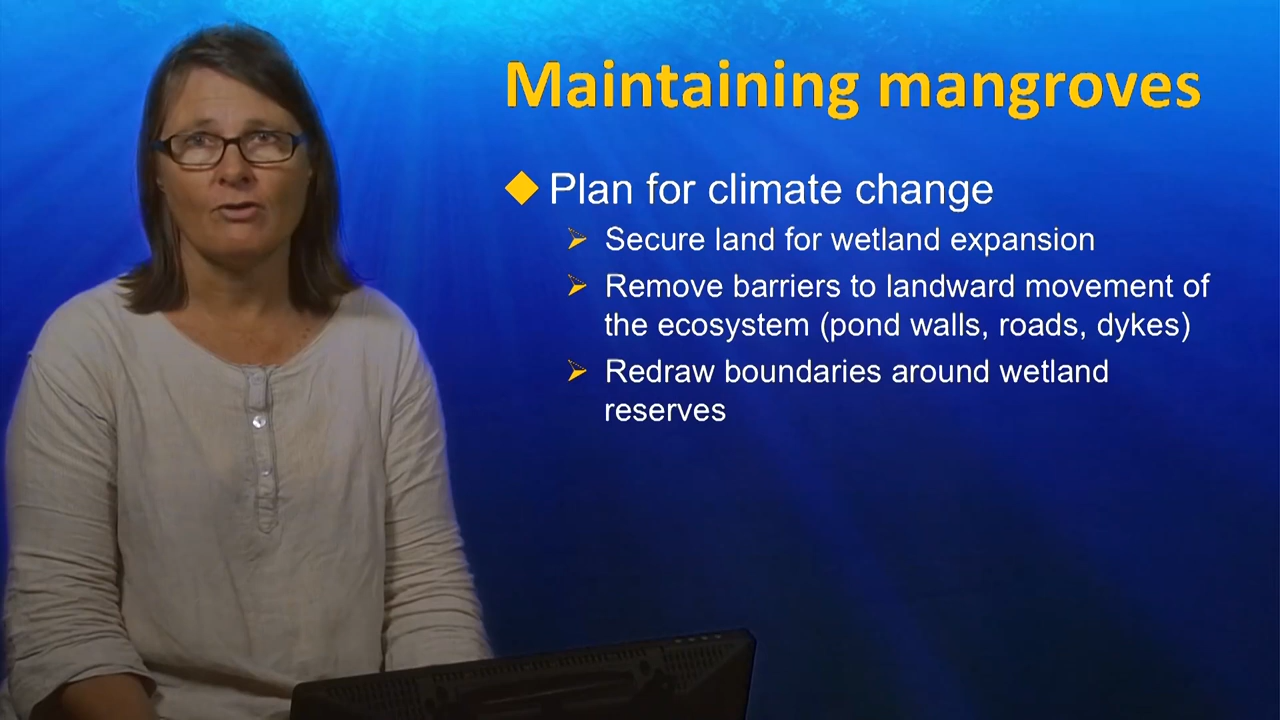 Maintaining mangroves
Plan for climate change
Secure land for wetland expansion
Remove barriers to landward movement of
the ecosystem (pond walls, roads, dykes)
Redraw boundaries around wetland
reserves